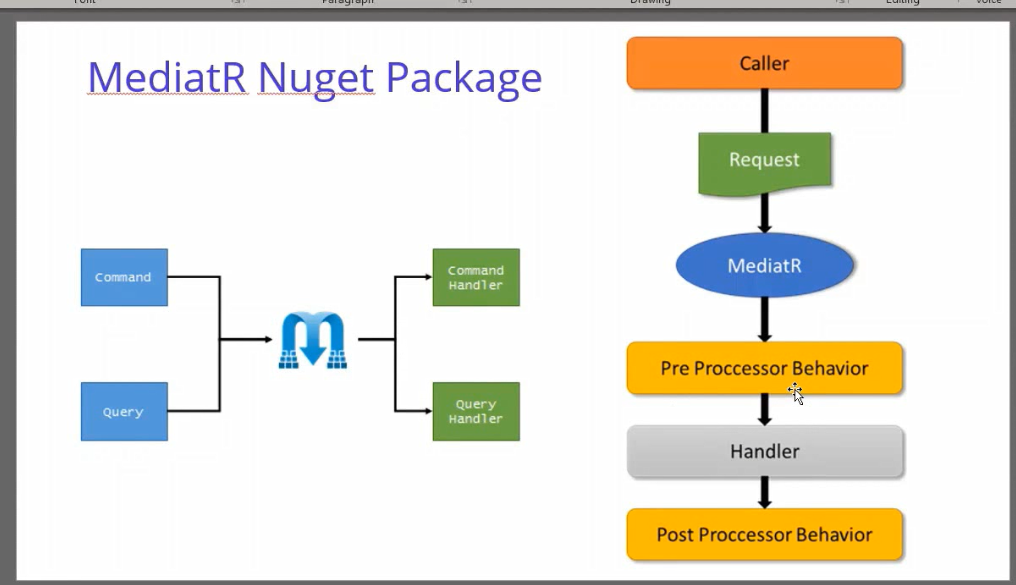 Font
Paragraph
Drawing
Editing
Voice
MediatR Nuget Package
Command
Query
Command
Handler
Query
Handler
Caller
Request
MediatR
Pre Proccessor Behavior
Handler
Post Proccessor Behavior